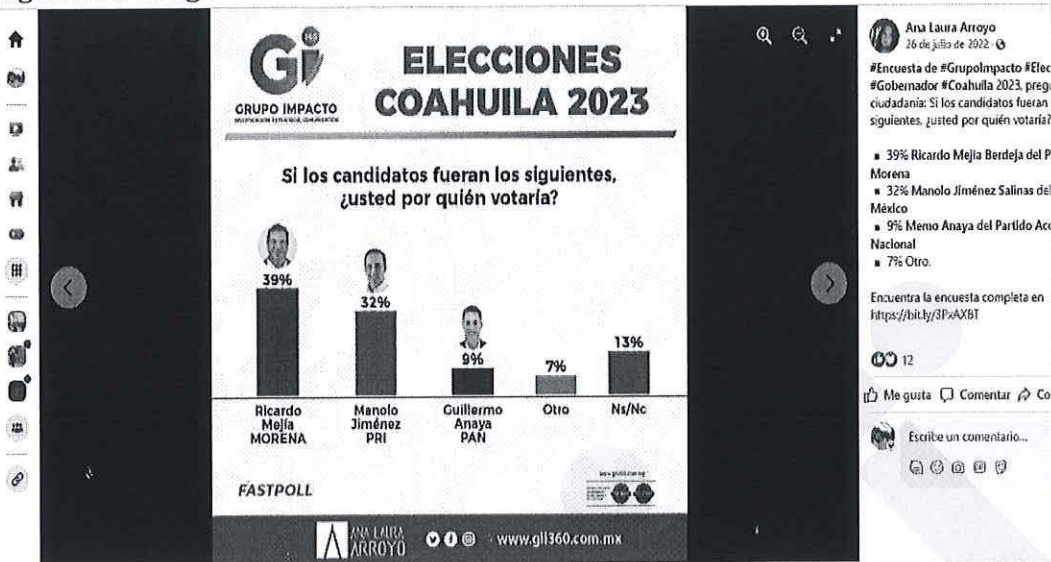 360
Gi
GRUPO IMPACTO
ELECCIONES
COAHUILA 2023
Si los candidatos fueran los siguientes,
¿usted por quién votaría?
39%
32%
9%
7%
13%
Ricardo
Mejía
MORENA
Manolo
Jiménez
PRI
Guillermo
Anaya
PAN
Otro
Ns/Nc
FASTPOLL
ANA LAURA
ARROYO
www.gii360.com.mx
Ana Laura Arroyo
26 de julio de 2022
#Encuesta de #GrupoImpacto #Elec
#Gobernador #Coahuila 2023, pregu
ciudadanía: Si los candidatos fueran
siguientes, ¿usted por quién votaría?
39% Ricardo Mejía Berdeja del P
Morena
32% Manolo Jiménez Salinas del
México
9% Memo Anaya del Partido Acc
Nacional
7% Otro.
Encuentra la encuesta completa en
https://bit.ly/3PxAXBT
12
Me gusta Comentar Co
Escribe un comentario...